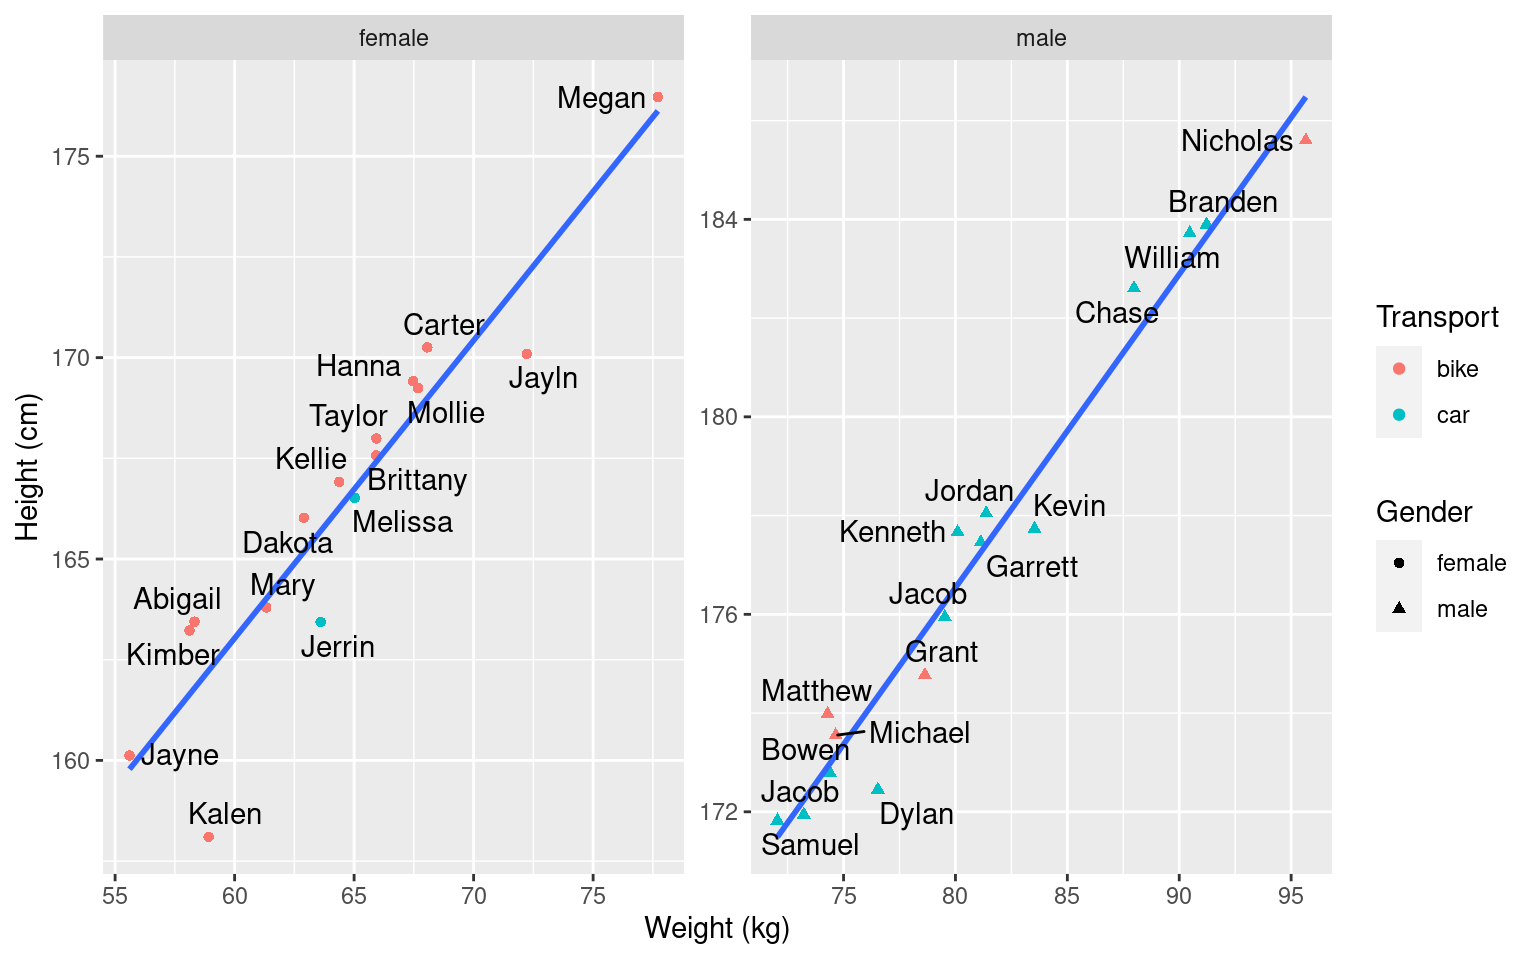 female
male
Megan
Nicholas
175
Branden
184
William
Chase
Carter
170
Hanna
Jayln
Taylor
Mollie
180
Kellie
Brittany
Melissa
Dakota
165
Mary
Abigail
Kimber
Jerrin
160
Jayne
Kalen
Jordan
Kevin
Kenneth
Garrett
Jacob
176
Grant
Matthew
Michael
Bowen
Jacob
172
Dylan
Samuel
55 60 65 70 75
75 80 85 90 95
Weight (kg)
Height (cm)
Transport
bike
car
Gender
female
male